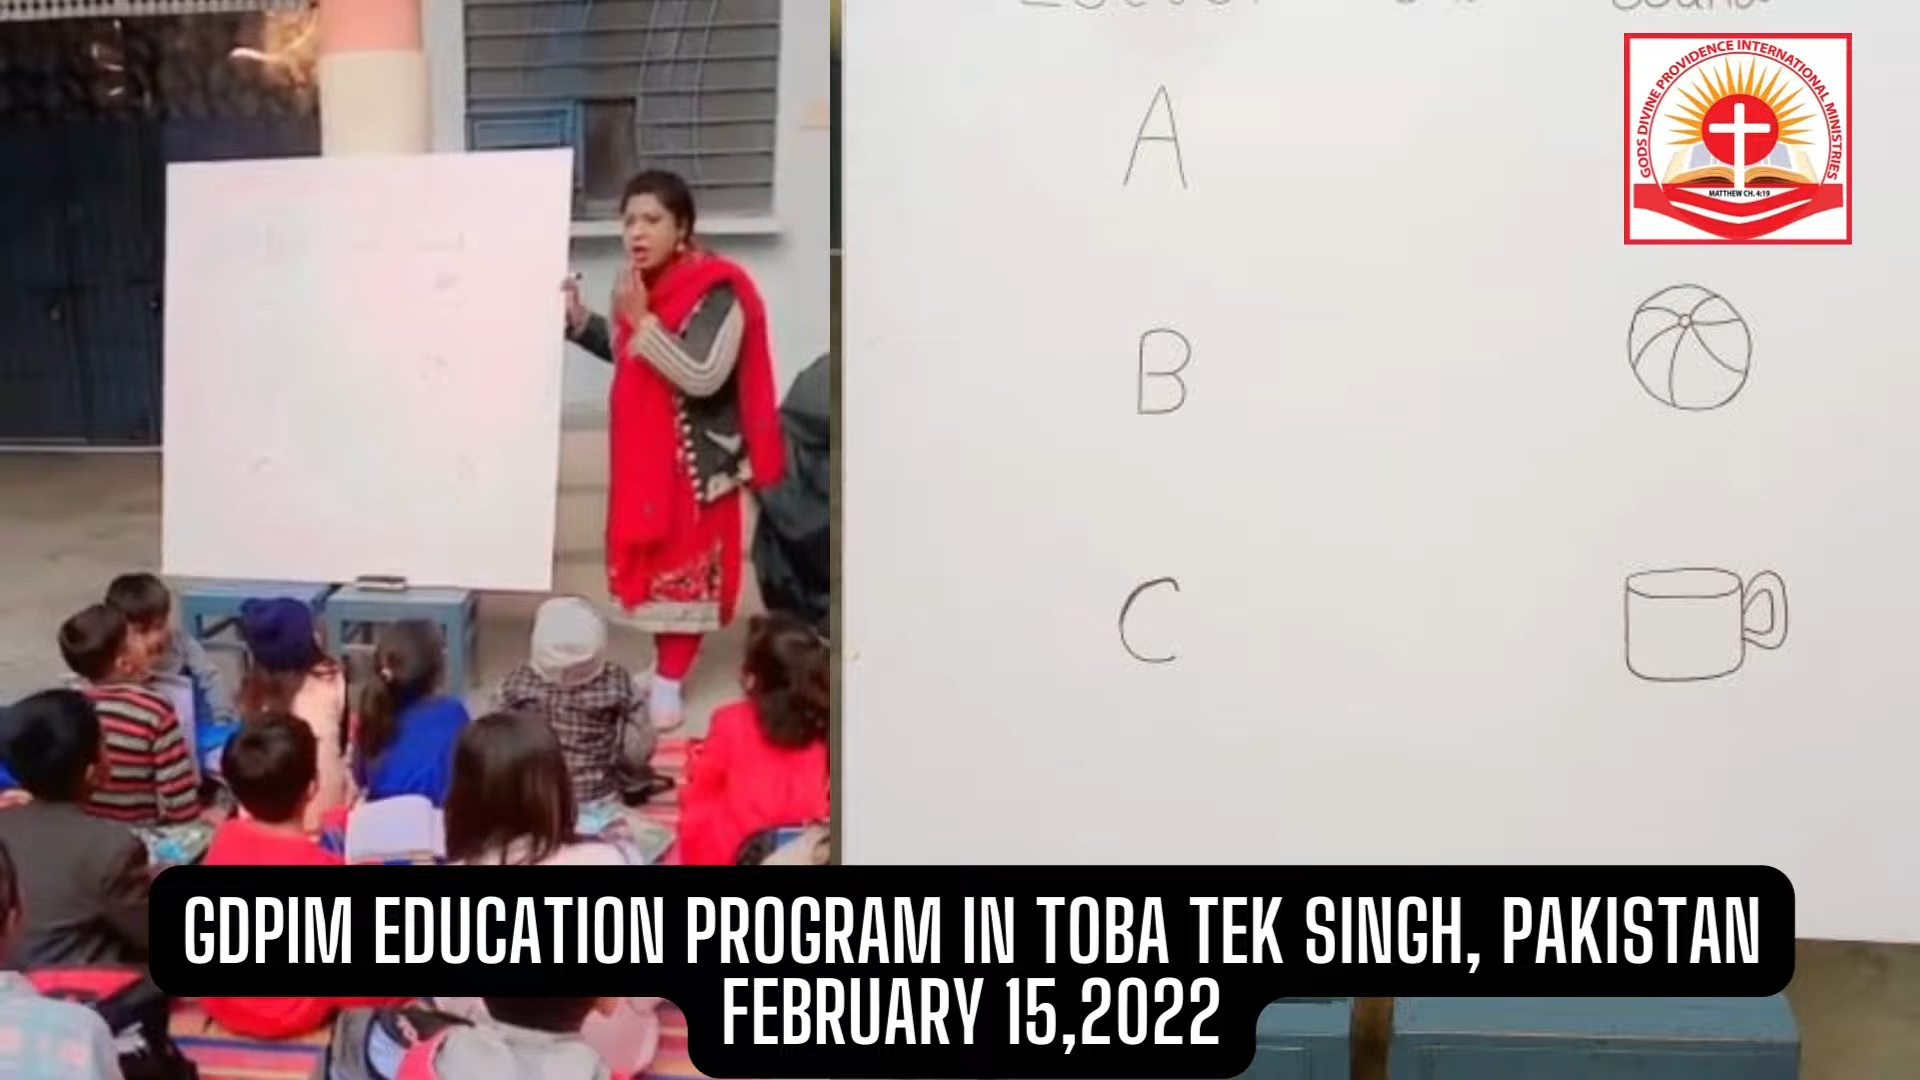 Sound
A
B
C
GODS DIVINE PROVIDENCE INTERNATIONAL MINISTRIES
MATTHEW CH. 4:19
GDPIM EDUCATION PROGRAM IN TOBA TEK SINGH, PAKISTAN
FEBRUARY 15,2022